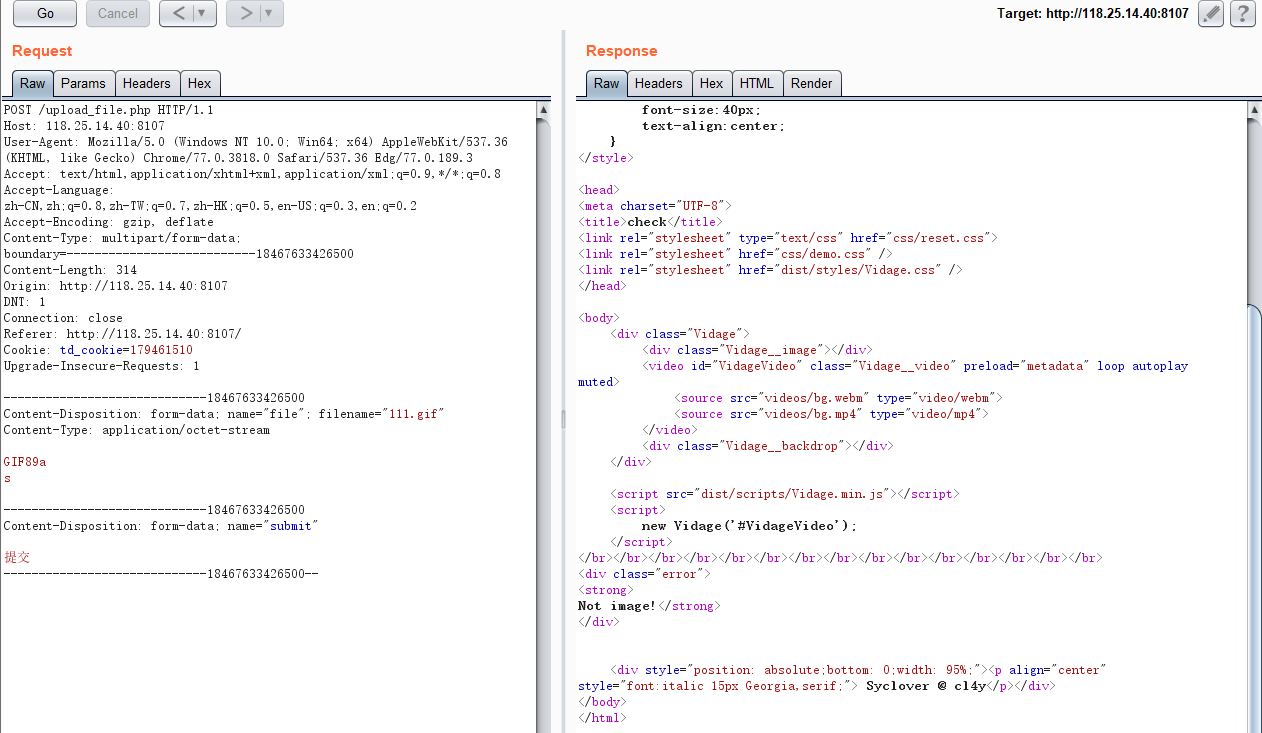 Go
Cancel
<
>
Target: http://118.25.14.40:8107
?
Request
Raw
Params
Headers
Hex
POST /upload_file.php HTTP/1.1
Host: 118.25.14.40:8107
User-Agent: Mozilla/5.0 (Windows NT 10.0; Win64; x64) AppleWebKit/537.36
(KHTML, like Gecko) Chrome/77.0.3818.0 Safari/537.36 Edg/77.0.189.3
Accept: text/html,application/xhtml+xml,application/xml;q=0.9,*/*;q=0.8
Accept-Language:
zh-CN,zh;q=0.8,zh-TW;q=0.7,zh-HK;q=0.5,en-US;q=0.3,en;q=0.2
Accept-Encoding: gzip, deflate
Content-Type: multipart/form-data;
boundary=---------------------------18467633426500
Content-Length: 314
Origin: http://118.25.14.40:8107
DNT: 1
Connection: close
Referer: http://118.25.14.40:8107/
Cookie: td_cookie=179461510
Upgrade-Insecure-Requests: 1
-----------------------------18467633426500
Content-Disposition: form-data; name="file"; filename="111.gif"
Content-Type: application/octet-stream
GIF89a
s
-----------------------------18467633426500
Content-Disposition: form-data; name="submit"
提交
-----------------------------18467633426500--
Response
Raw
Headers
Hex
HTML
Render
font-size:40px;
text-align:center;
}
</style>
<head>
<meta charset="UTF-8">
<title>check</title>
<link rel="stylesheet" type="text/css" href="css/reset.css">
<link rel="stylesheet" href="css/demo.css" />
<link rel="stylesheet" href="dist/styles/Vidage.css" />
</head>
<body>
<div class="Vidage">
<div class="Vidage__image"></div>
<video id="VidageVideo" class="Vidage__video" preload="metadata" loop autoplay
muted>
<source src="videos/bg.webm" type="video/webm">
<source src="videos/bg.mp4" type="video/mp4">
</video>
<div class="Vidage__backdrop"></div>
</div>
<script src="dist/scripts/Vidage.min.js"></script>
<script>
new Vidage('#VidageVideo');
</script>
</br></br></br></br></br></br></br></br></br></br></br></br></br></br></br>
<div class="error">
<strong>
Not image!</strong>
</div>
<div style="position: absolute;bottom: 0;width: 95%;"><p align="center"
style="font:italic 15px Georgia,serif;"> Syclover @ cl4y</p></div>
</body>
</html>